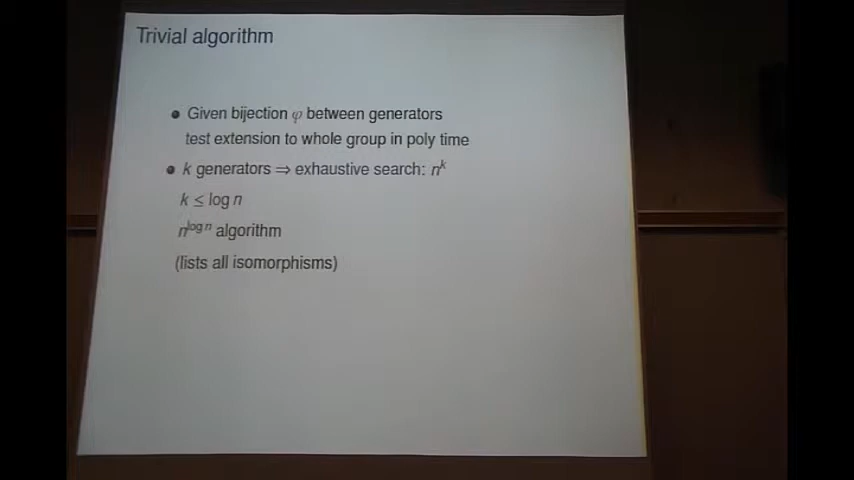 Trivial algorithm
• Given bijection φ between generators
test extension to whole group in poly time
• k generators ⇒ exhaustive search: n^k
k ≤ log n
n^log n algorithm
(lists all isomorphisms)